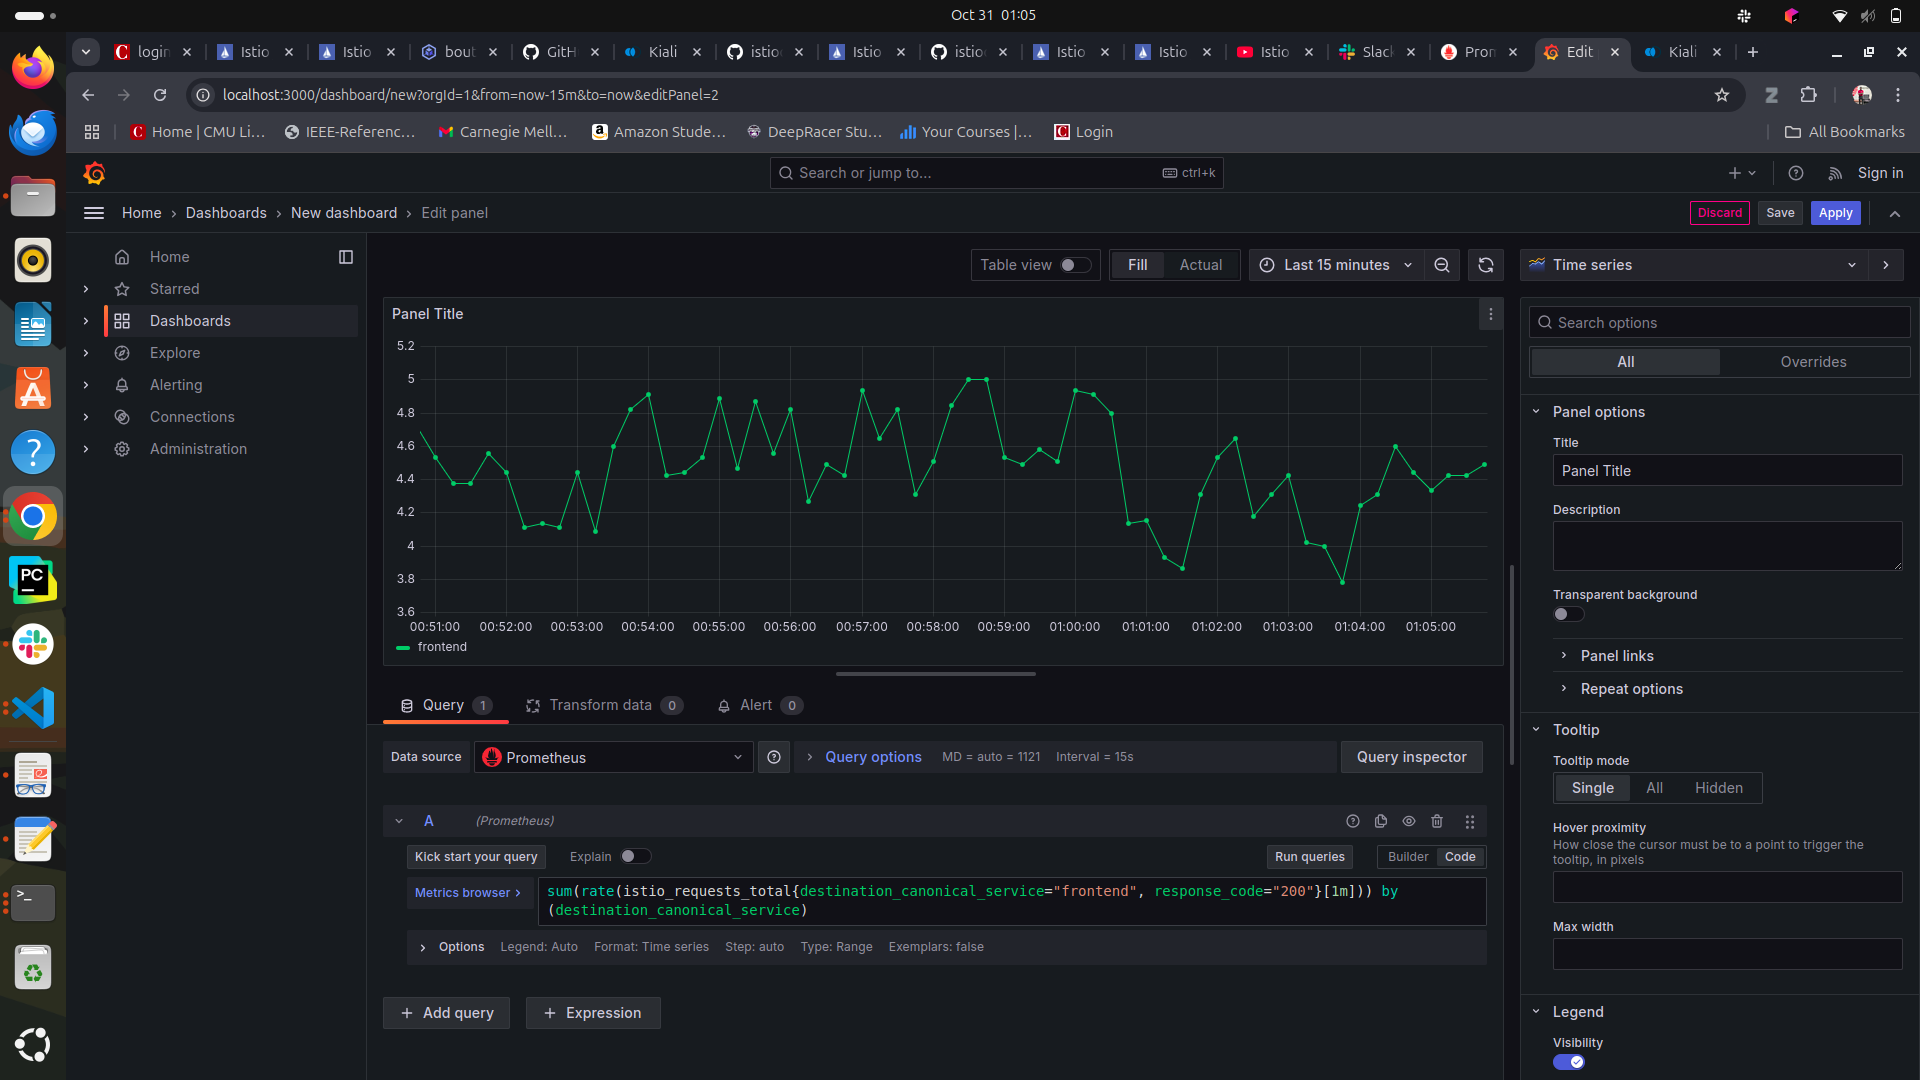 Oct 31 01:05
login
Istio
Istio
bout
GitH
Kiali
istio
Istio
istio
Istio
Istio
Istio
Slac
Pron
Edit
Kiali
localhost:3000/dashboard/new?orgId=1&from=now-15m&to=now&editPanel=2
Home | CMU Li...
IEEE-Referenc...
Carnegie Mell...
Amazon Stude...
DeepRacer Stu...
Your Courses |...
Login
All Bookmarks
Search or jump to...
ctrl+k
Sign in
Home › Dashboards › New dashboard › Edit panel
Discard
Save
Apply
Home
Starred
Dashboards
Explore
Alerting
Connections
Administration
Table view
Fill
Actual
Last 15 minutes
Time series
Panel Title
5.2
5
4.8
4.6
4.4
4.2
4
3.8
3.6
00:51:00 00:52:00 00:53:00 00:54:00 00:55:00 00:56:00 00:57:00 00:58:00 00:59:00 01:00:00 01:01:00 01:02:00 01:03:00 01:04:00 01:05:00
frontend
Query 1
Transform data 0
Alert 0
Data source
Prometheus
Query options
MD = auto = 1121
Interval = 15s
Query inspector
A
(Prometheus)
Kick start your query
Explain
Run queries
Builder
Code
Metrics browser >
sum(rate(istio_requests_total{destination_canonical_service="frontend", response_code="200"}[1m])) by
(destination_canonical_service)
Options
Legend: Auto
Format: Time series
Step: auto
Type: Range
Exemplars: false
+ Add query
+ Expression
Search options
All
Overrides
Panel options
Title
Panel Title
Description
Transparent background
Panel links
Repeat options
Tooltip
Tooltip mode
Single
All
Hidden
Hover proximity
How close the cursor must be to a point to trigger the
tooltip, in pixels
Max width
Legend
Visibility
PC